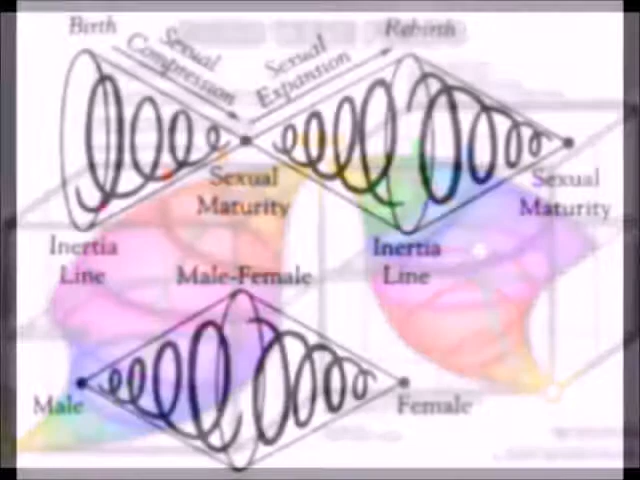 Birth
Rebirth
Sexual
Compression
Sexual
Expansion
Sexual
Maturity
Sexual
Maturity
Inertia
Line
Inertia
Line
Male-Female
Male
Female